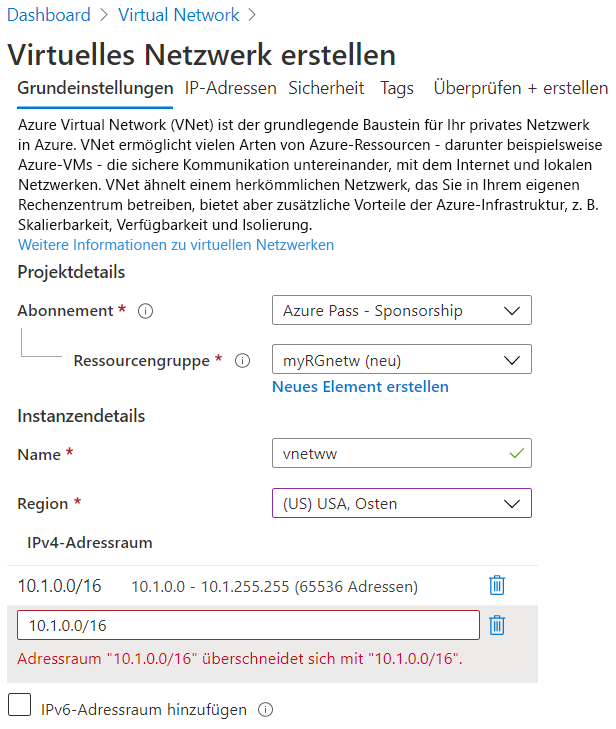 Dashboard > Virtual Network >
Virtuelles Netzwerk erstellen
Grundeinstellungen IP-Adressen Sicherheit Tags Überprüfen + erstellen
Azure Virtual Network (VNet) ist der grundlegende Baustein für Ihr privates Netzwerk
in Azure. VNet ermöglicht vielen Arten von Azure-Ressourcen - darunter beispielsweise
Azure-VMs - die sichere Kommunikation untereinander, mit dem Internet und lokalen
Netzwerken. VNet ähnelt einem herkömmlichen Netzwerk, das Sie in Ihrem eigenen
Rechenzentrum betreiben, bietet aber zusätzliche Vorteile der Azure-Infrastruktur, z. B.
Skalierbarkeit, Verfügbarkeit und Isolierung.
Weitere Informationen zu virtuellen Netzwerken
Projektdetails
Abonnement * Azure Pass - Sponsorship
Ressourcengruppe * myRGnetw (neu)
Neues Element erstellen
Instanzendetails
Name * vnetww
Region * (US) USA, Osten
IPv4-Adressraum
10.1.0.0/16 10.1.0.0 - 10.1.255.255 (65536 Adressen)
10.1.0.0/16
Adressraum "10.1.0.0/16" überschneidet sich mit "10.1.0.0/16".
IPv6-Adressraum hinzufügen